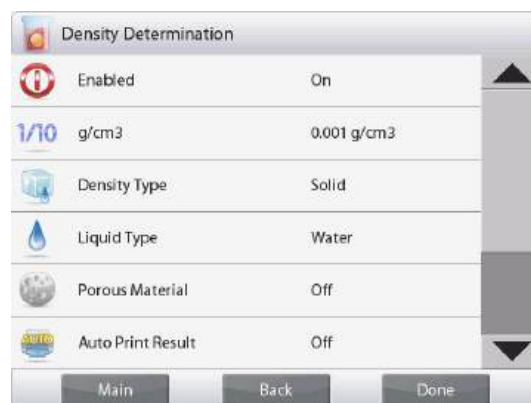 Density Determination
Enabled On
1/10 g/cm3 0.001 g/cm3
Density Type Solid
Liquid Type Water
Porous Material Off
AUTO Auto Print Result Off
Main Back Done